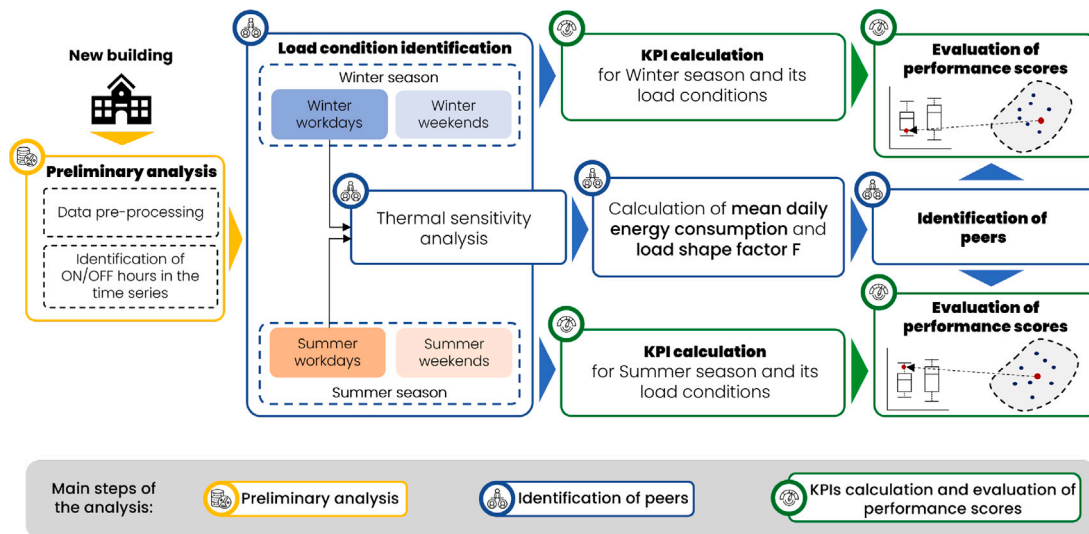 New building
Preliminary analysis
Data pre-processing
Identification of
ON/OFF hours in the
time series
Load condition identification
Winter season
Winter
workdays
Winter
weekends
Thermal sensitivity
analysis
Summer
workdays
Summer
weekends
Summer season
KPI calculation
for Winter season and its
load conditions
Calculation of mean daily
energy consumption and
load shape factor F
KPI calculation
for Summer season and its
load conditions
Evaluation of
performance scores
Identification of
peers
Evaluation of
performance scores
Main steps of
the analysis:
Preliminary analysis
Identification of peers
KPIs calculation and evaluation of
performance scores